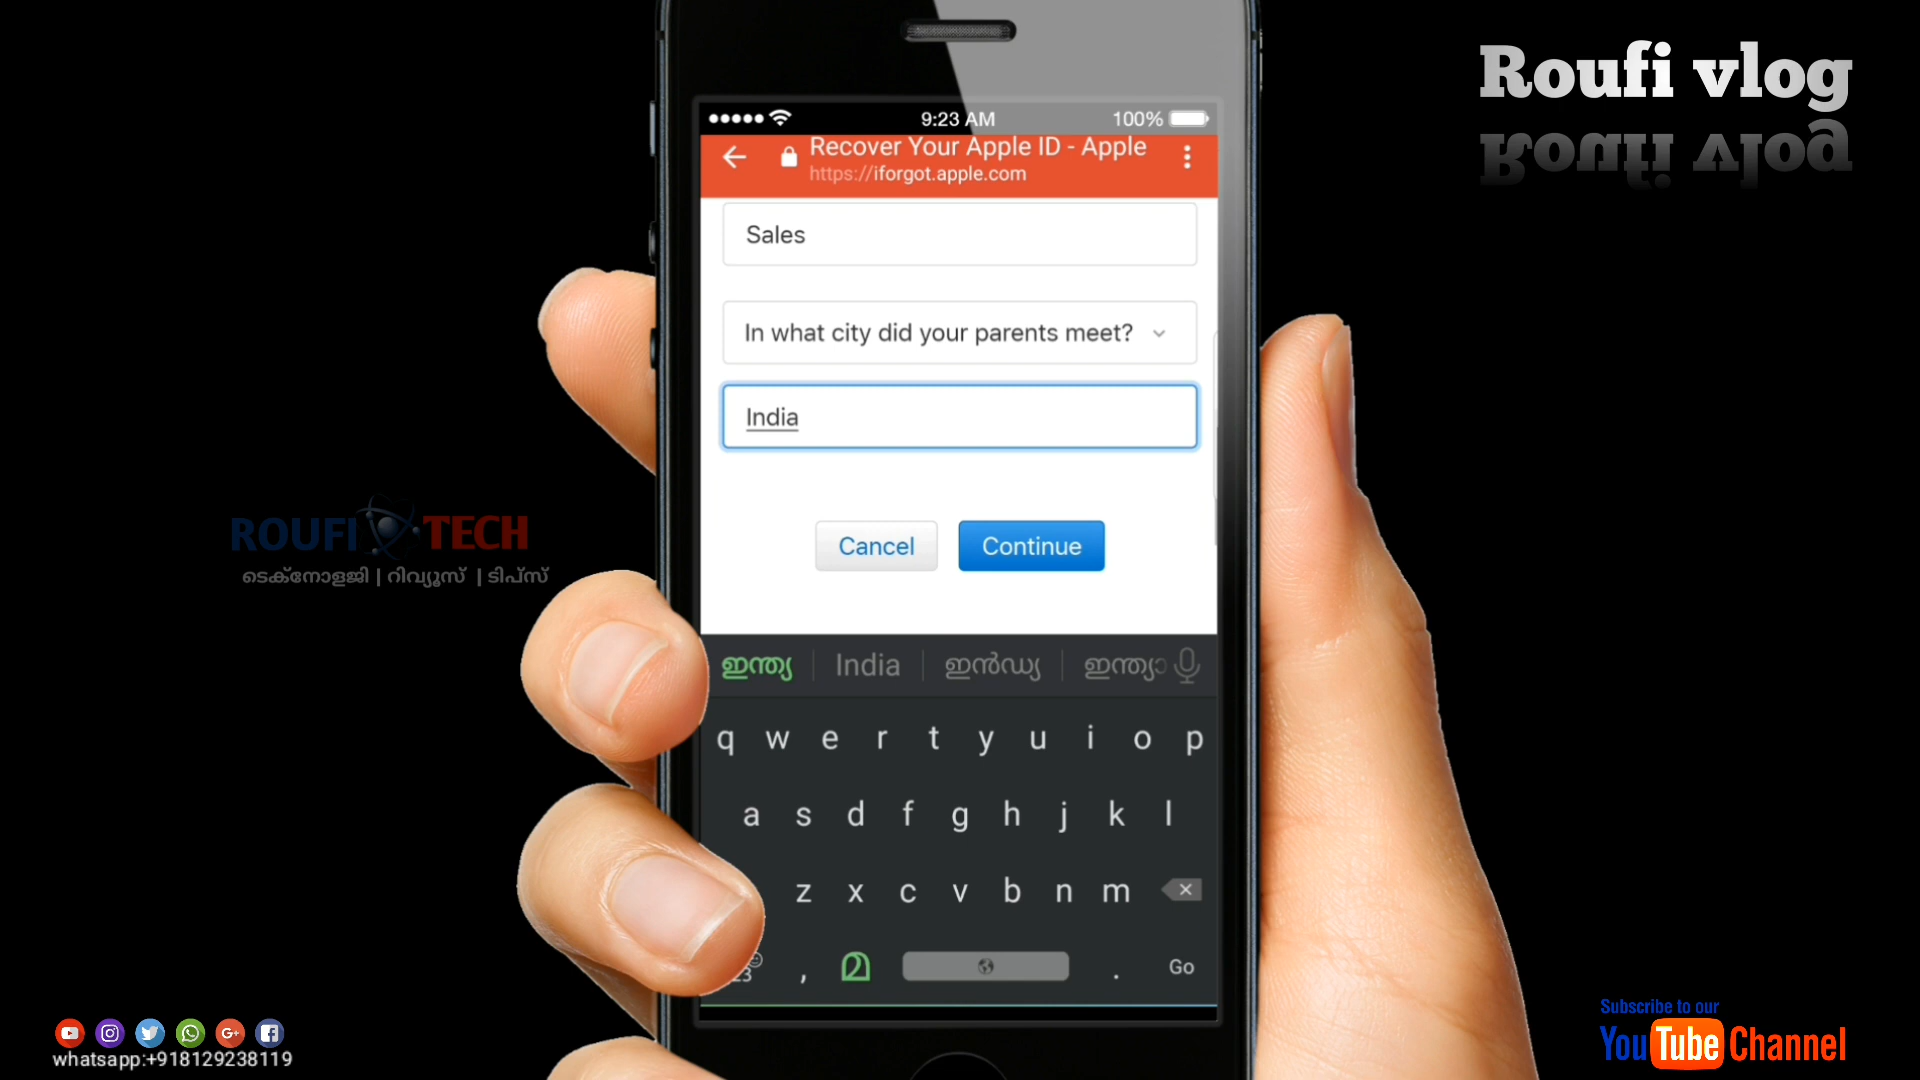 Roufi vlog
9:23 AM
100%
Recover Your Apple ID - Apple
https://iforgot.apple.com
Sales
In what city did your parents meet?
India
Cancel
Continue
ROUFI TECH
ടെക്നോളജി | റിവ്യൂസ് | ടിപ്സ്
ഇന്ത്യ India ഇൻഡ്യ ഇന്ത്യാ
q w e r t y u i o p
a s d f g h j k l
z x c v b n m
, മ . Go
whatsapp:+918129238119
Subscribe to our
YouTube Channel